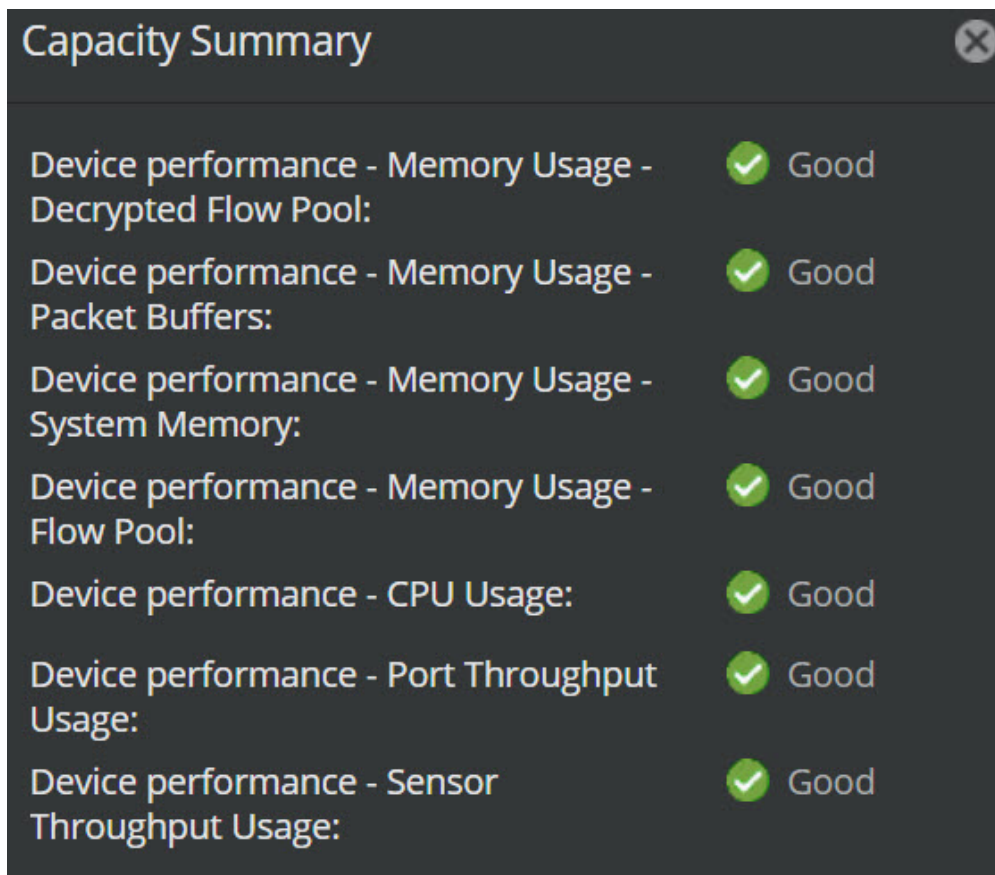 Capacity Summary
Device performance - Memory Usage - Good
Decrypted Flow Pool:
Device performance - Memory Usage - Good
Packet Buffers:
Device performance - Memory Usage - Good
System Memory:
Device performance - Memory Usage - Good
Flow Pool:
Device performance - CPU Usage: Good
Device performance - Port Throughput Good
Usage:
Device performance - Sensor Good
Throughput Usage: